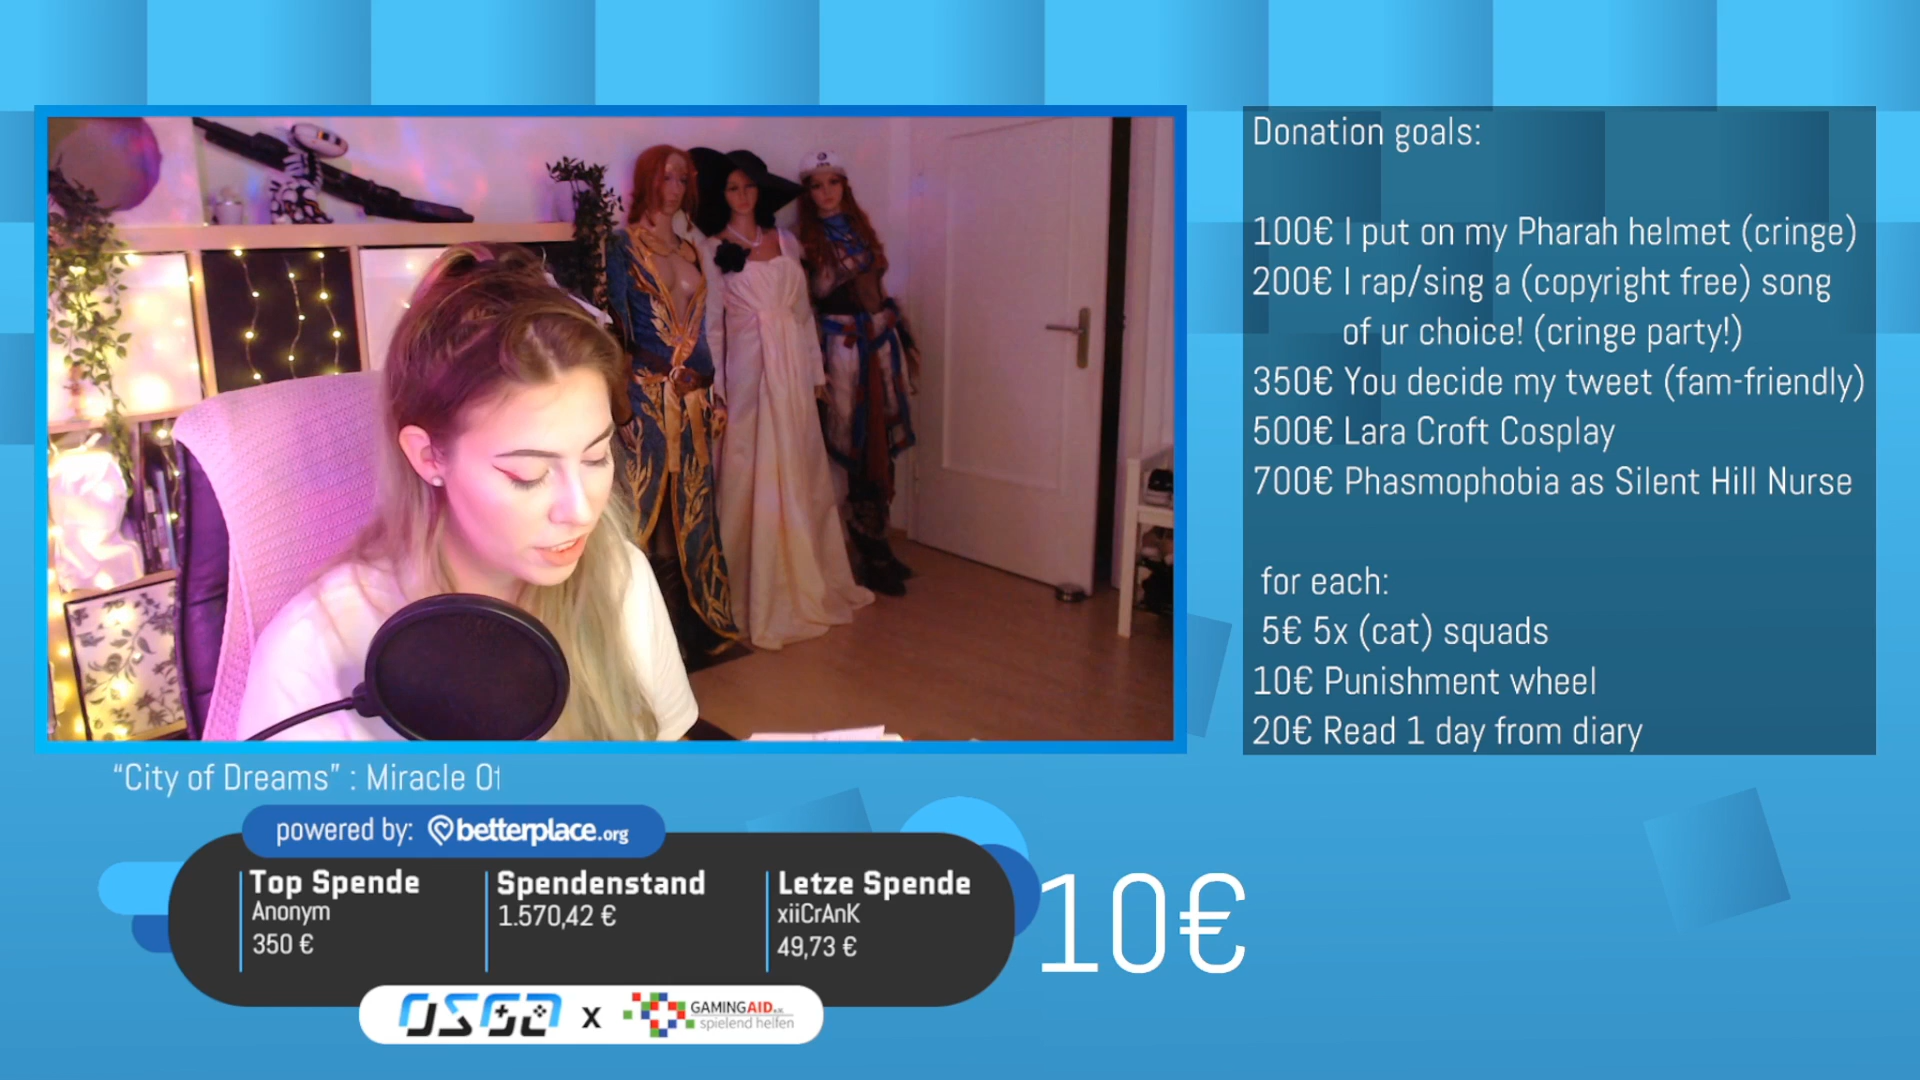 Donation goals:
100€ I put on my Pharah helmet (cringe)
200€ I rap/sing a (copyright free) song
of ur choice! (cringe party!)
350€ You decide my tweet (fam-friendly)
500€ Lara Croft Cosplay
700€ Phasmophobia as Silent Hill Nurse
for each:
5€ 5x (cat) squads
10€ Punishment wheel
20€ Read 1 day from diary
“City of Dreams” : Miracle Of
powered by: betterplace.org
Top Spende
Anonym
350 €
Spendenstand
1.570,42 €
Letze Spende
xiiCrAnK
49,73 €
10€
x
GAMINGAID e.V.
spielend helfen